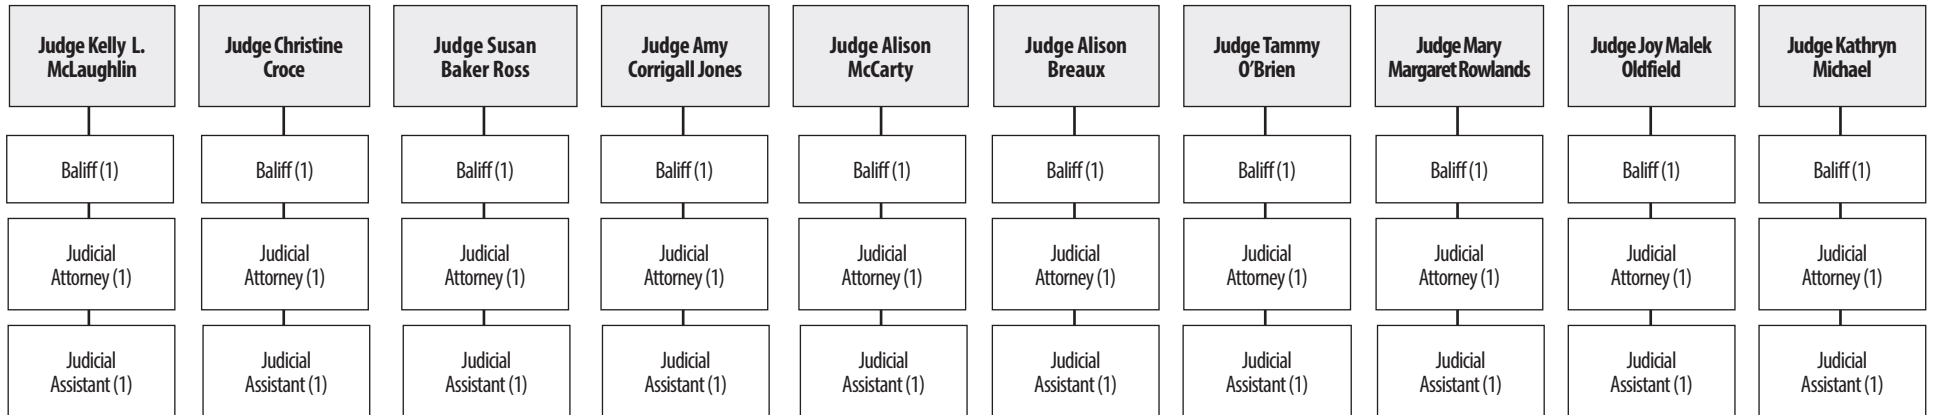 Judge Kelly L.
McLaughlin
Judge Christine
Croce
Judge Susan
Baker Ross
Judge Amy
Corrigall Jones
Judge Alison
McCarty
Judge Alison
Breaux
Judge Tammy
O'Brien
Judge Mary
Margaret Rowlands
Judge Joy Malek
Oldfield
Judge Kathryn
Michael
Baliff (1)
Baliff (1)
Baliff (1)
Baliff (1)
Baliff (1)
Baliff (1)
Baliff (1)
Baliff (1)
Baliff (1)
Baliff (1)
Judicial
Attorney (1)
Judicial
Attorney (1)
Judicial
Attorney (1)
Judicial
Attorney (1)
Judicial
Attorney (1)
Judicial
Attorney (1)
Judicial
Attorney (1)
Judicial
Attorney (1)
Judicial
Attorney (1)
Judicial
Attorney (1)
Judicial
Assistant (1)
Judicial
Assistant (1)
Judicial
Assistant (1)
Judicial
Assistant (1)
Judicial
Assistant (1)
Judicial
Assistant (1)
Judicial
Assistant (1)
Judicial
Assistant (1)
Judicial
Assistant (1)
Judicial
Assistant (1)